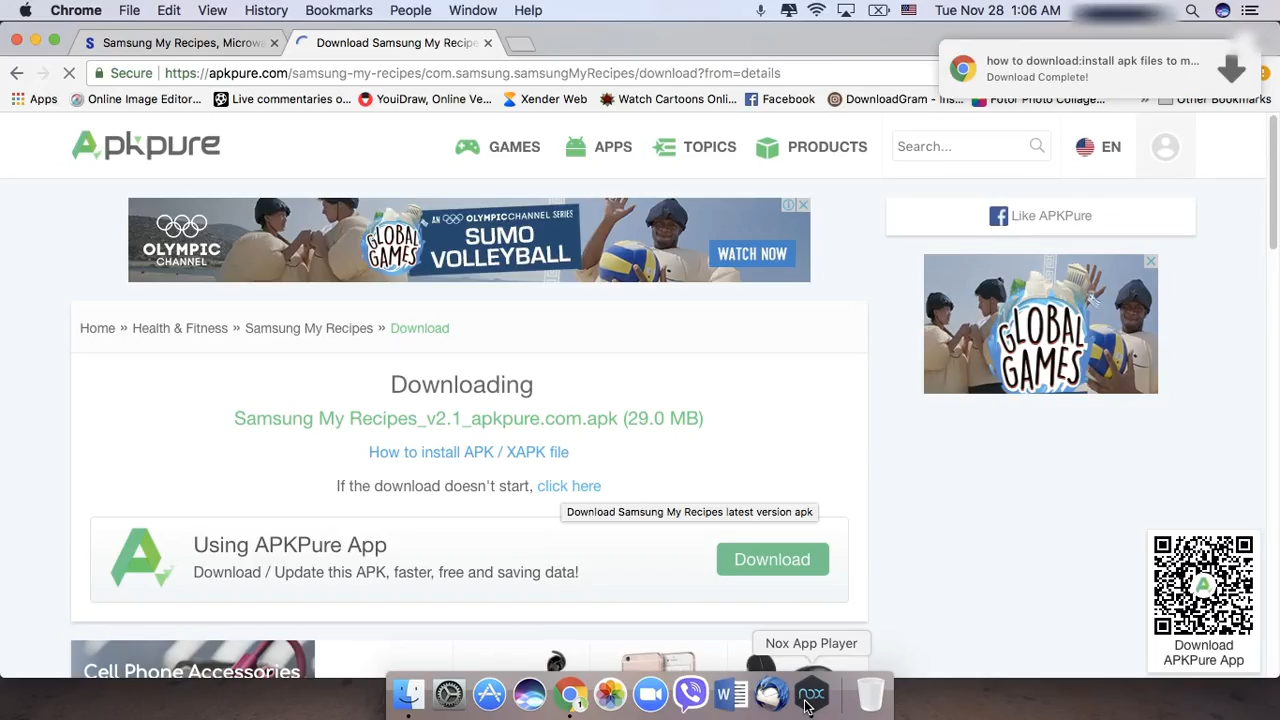 Chrome File Edit View History Bookmarks People Window Help Tue Nov 28 1:06 AM
Samsung My Recipes, Microw
Download Samsung My Recipe
Secure https://apkpure.com/samsung-my-recipes/com.samsung.samsungMyRecipes/download?from=details
how to download:install apk files to m...
Download Complete!
Apps Online Image Editor... Live commentaries o... YouiDraw, Online Ve... Xender Web Watch Cartoons Onl... Facebook DownloadGram - Ins... Fotor Photo Collage... » Other Bookmarks
Apkpure GAMES APPS TOPICS PRODUCTS Search... EN
OLYMPIC
CHANNEL
AN OLYMPICCHANNEL SERIES
GLOBAL
GAMES
SUMO
VOLLEYBALL
WATCH NOW
Like APKPure
GLOBAL
GAMES
Home » Health & Fitness » Samsung My Recipes » Download
Downloading
Samsung My Recipes_v2.1_apkpure.com.apk (29.0 MB)
How to install APK / XAPK file
If the download doesn't start, click here
Download Samsung My Recipes latest version apk
Using APKPure App
Download / Update this APK, faster, free and saving data!
Download
Download
APKPure App
Cell Phone Accessories
Nox App Player
1
W
nox